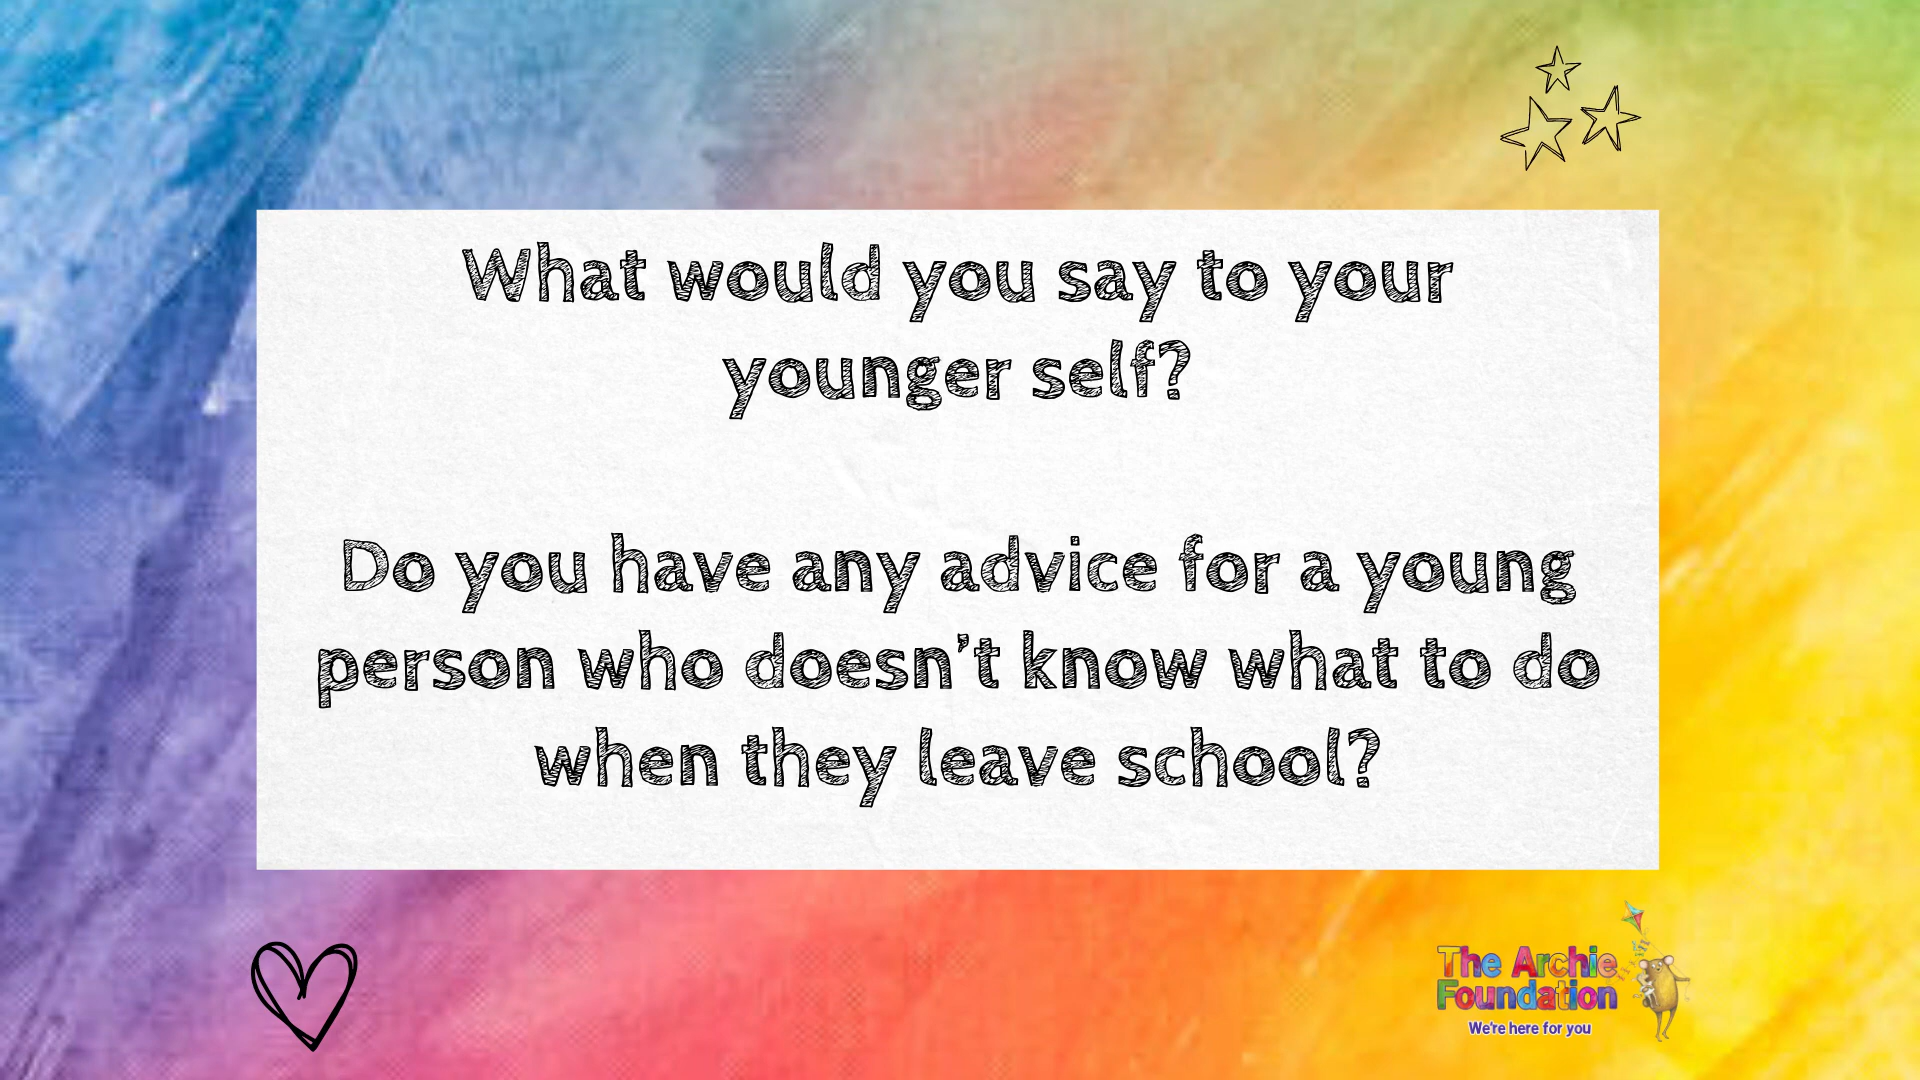 What would you say to your
younger self?
Do you have any advice for a young
person who doesn't know what to do
when they leave school?
The Archie
Foundation
We're here for you